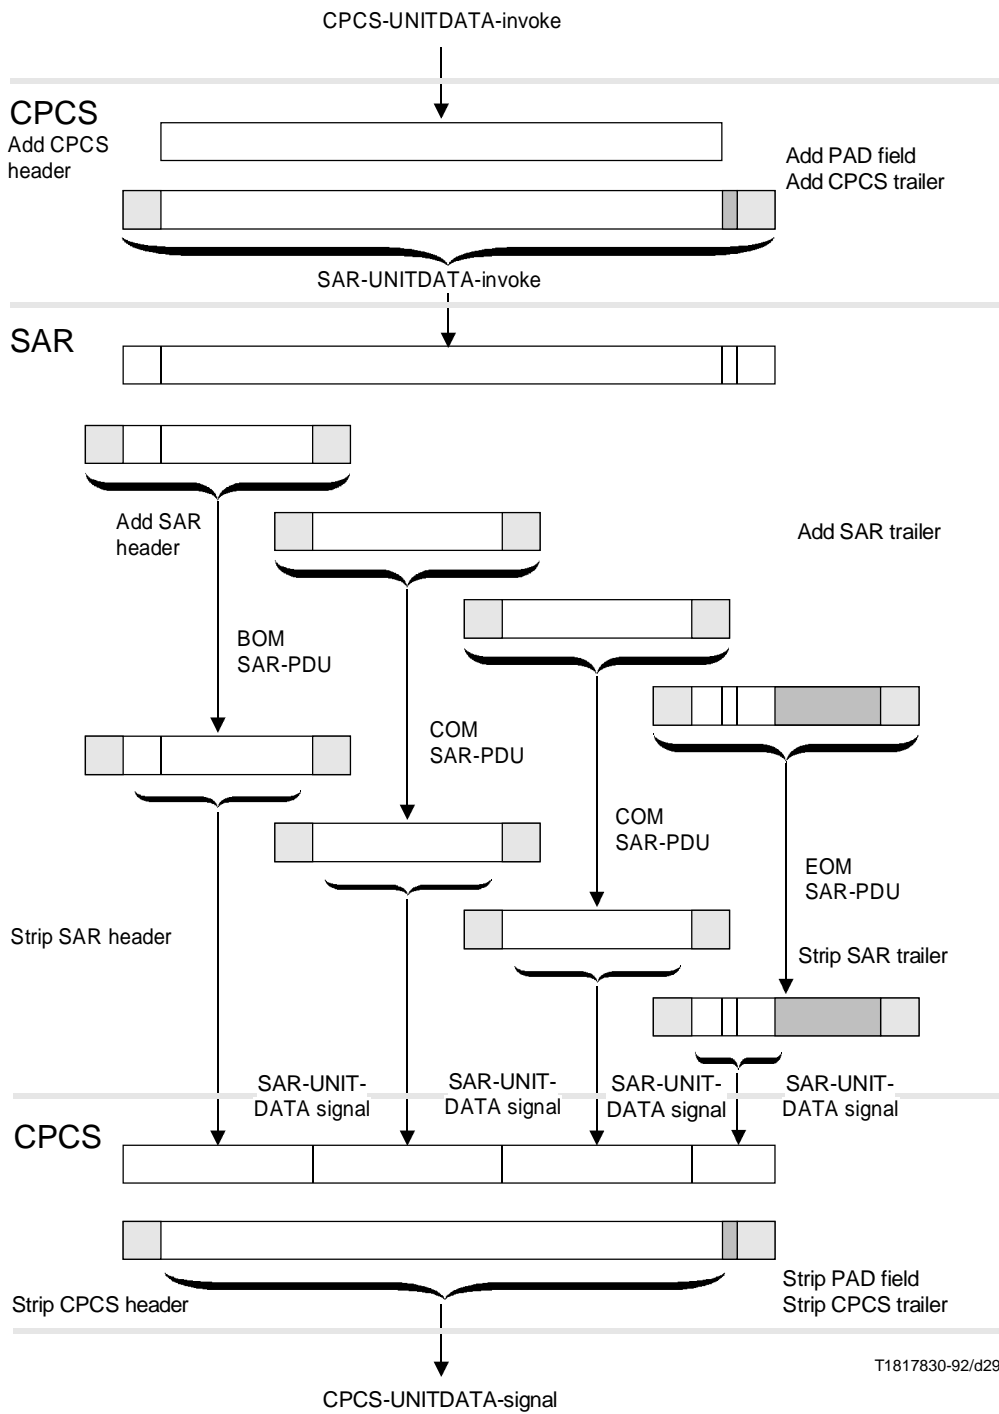 CPCS-UNITDATA-invoke
CPCS
Add CPCS
header
Add PAD field
Add CPCS trailer
SAR-UNITDATA-invoke
SAR
Add SAR
header
Add SAR trailer
BOM
SAR-PDU
COM
SAR-PDU
COM
SAR-PDU
EOM
SAR-PDU
Strip SAR header
Strip SAR trailer
SAR-UNIT-
DATA signal
SAR-UNIT-
DATA signal
SAR-UNIT-
DATA signal
SAR-UNIT-
DATA signal
CPCS
Strip CPCS header
Strip PAD field
Strip CPCS trailer
T1817830-92/d29
CPCS-UNITDATA-signal